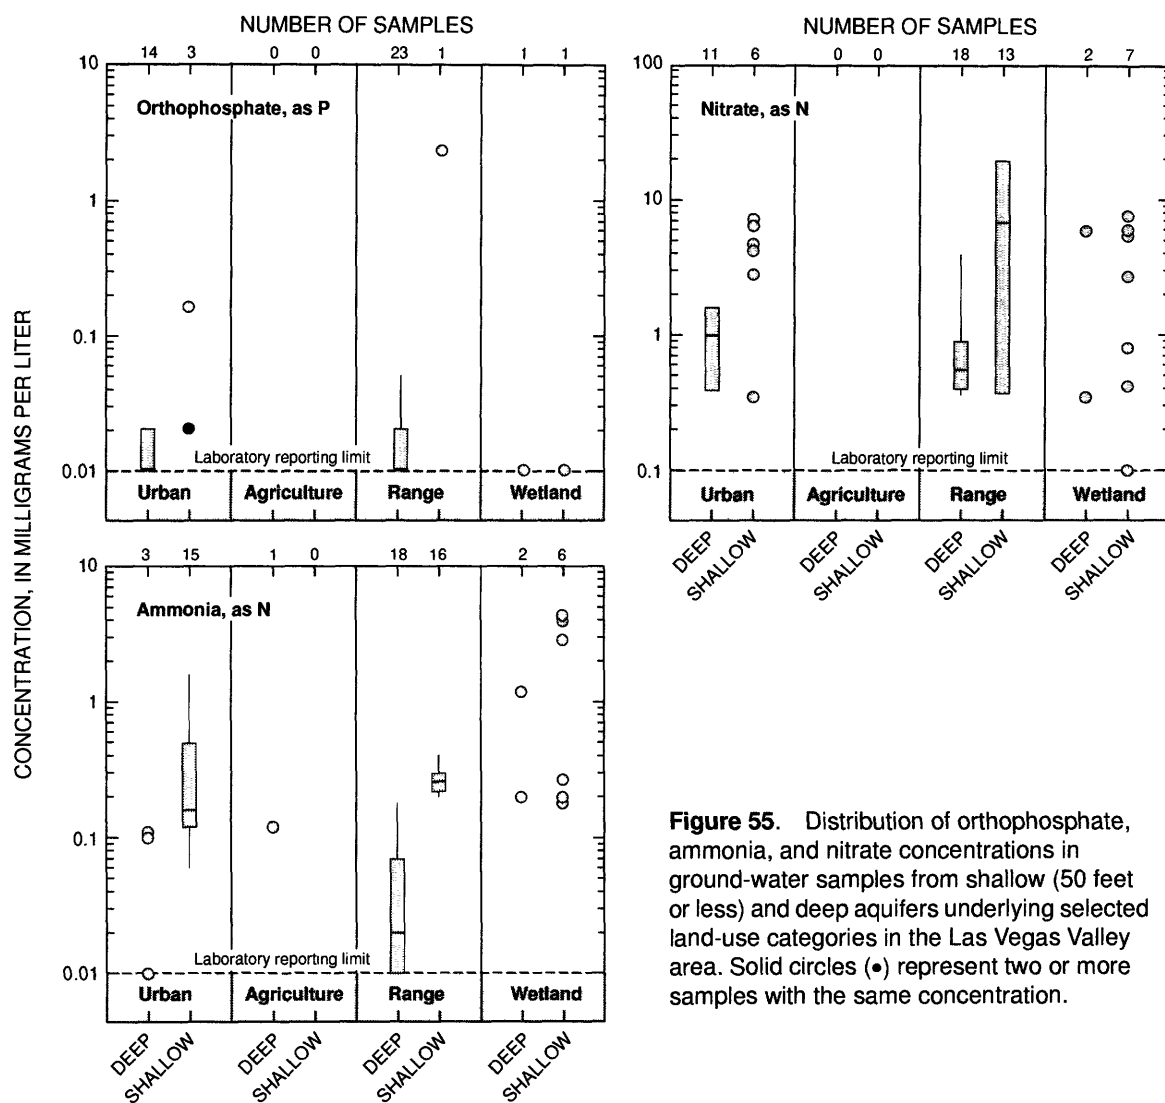 NUMBER OF SAMPLES
14 3 0 0 23 1 1 1
10
Orthophosphate, as P
1
0.1
Laboratory reporting limit
0.01
Urban Agriculture Range Wetland
NUMBER OF SAMPLES
11 6 0 0 18 13 2 7
100
Nitrate, as N
10
1
Laboratory reporting limit
0.1
Urban Agriculture Range Wetland
DEEP SHALLOW DEEP SHALLOW DEEP SHALLOW DEEP SHALLOW
CONCENTRATION, IN MILLIGRAMS PER LITER
3 15 1 0 18 16 2 6
10
Ammonia, as N
1
0.1
Laboratory reporting limit
0.01
Urban Agriculture Range Wetland
DEEP SHALLOW DEEP SHALLOW DEEP SHALLOW DEEP SHALLOW
Figure 55. Distribution of orthophosphate,
ammonia, and nitrate concentrations in
ground-water samples from shallow (50 feet
or less) and deep aquifers underlying selected
land-use categories in the Las Vegas Valley
area. Solid circles (•) represent two or more
samples with the same concentration.